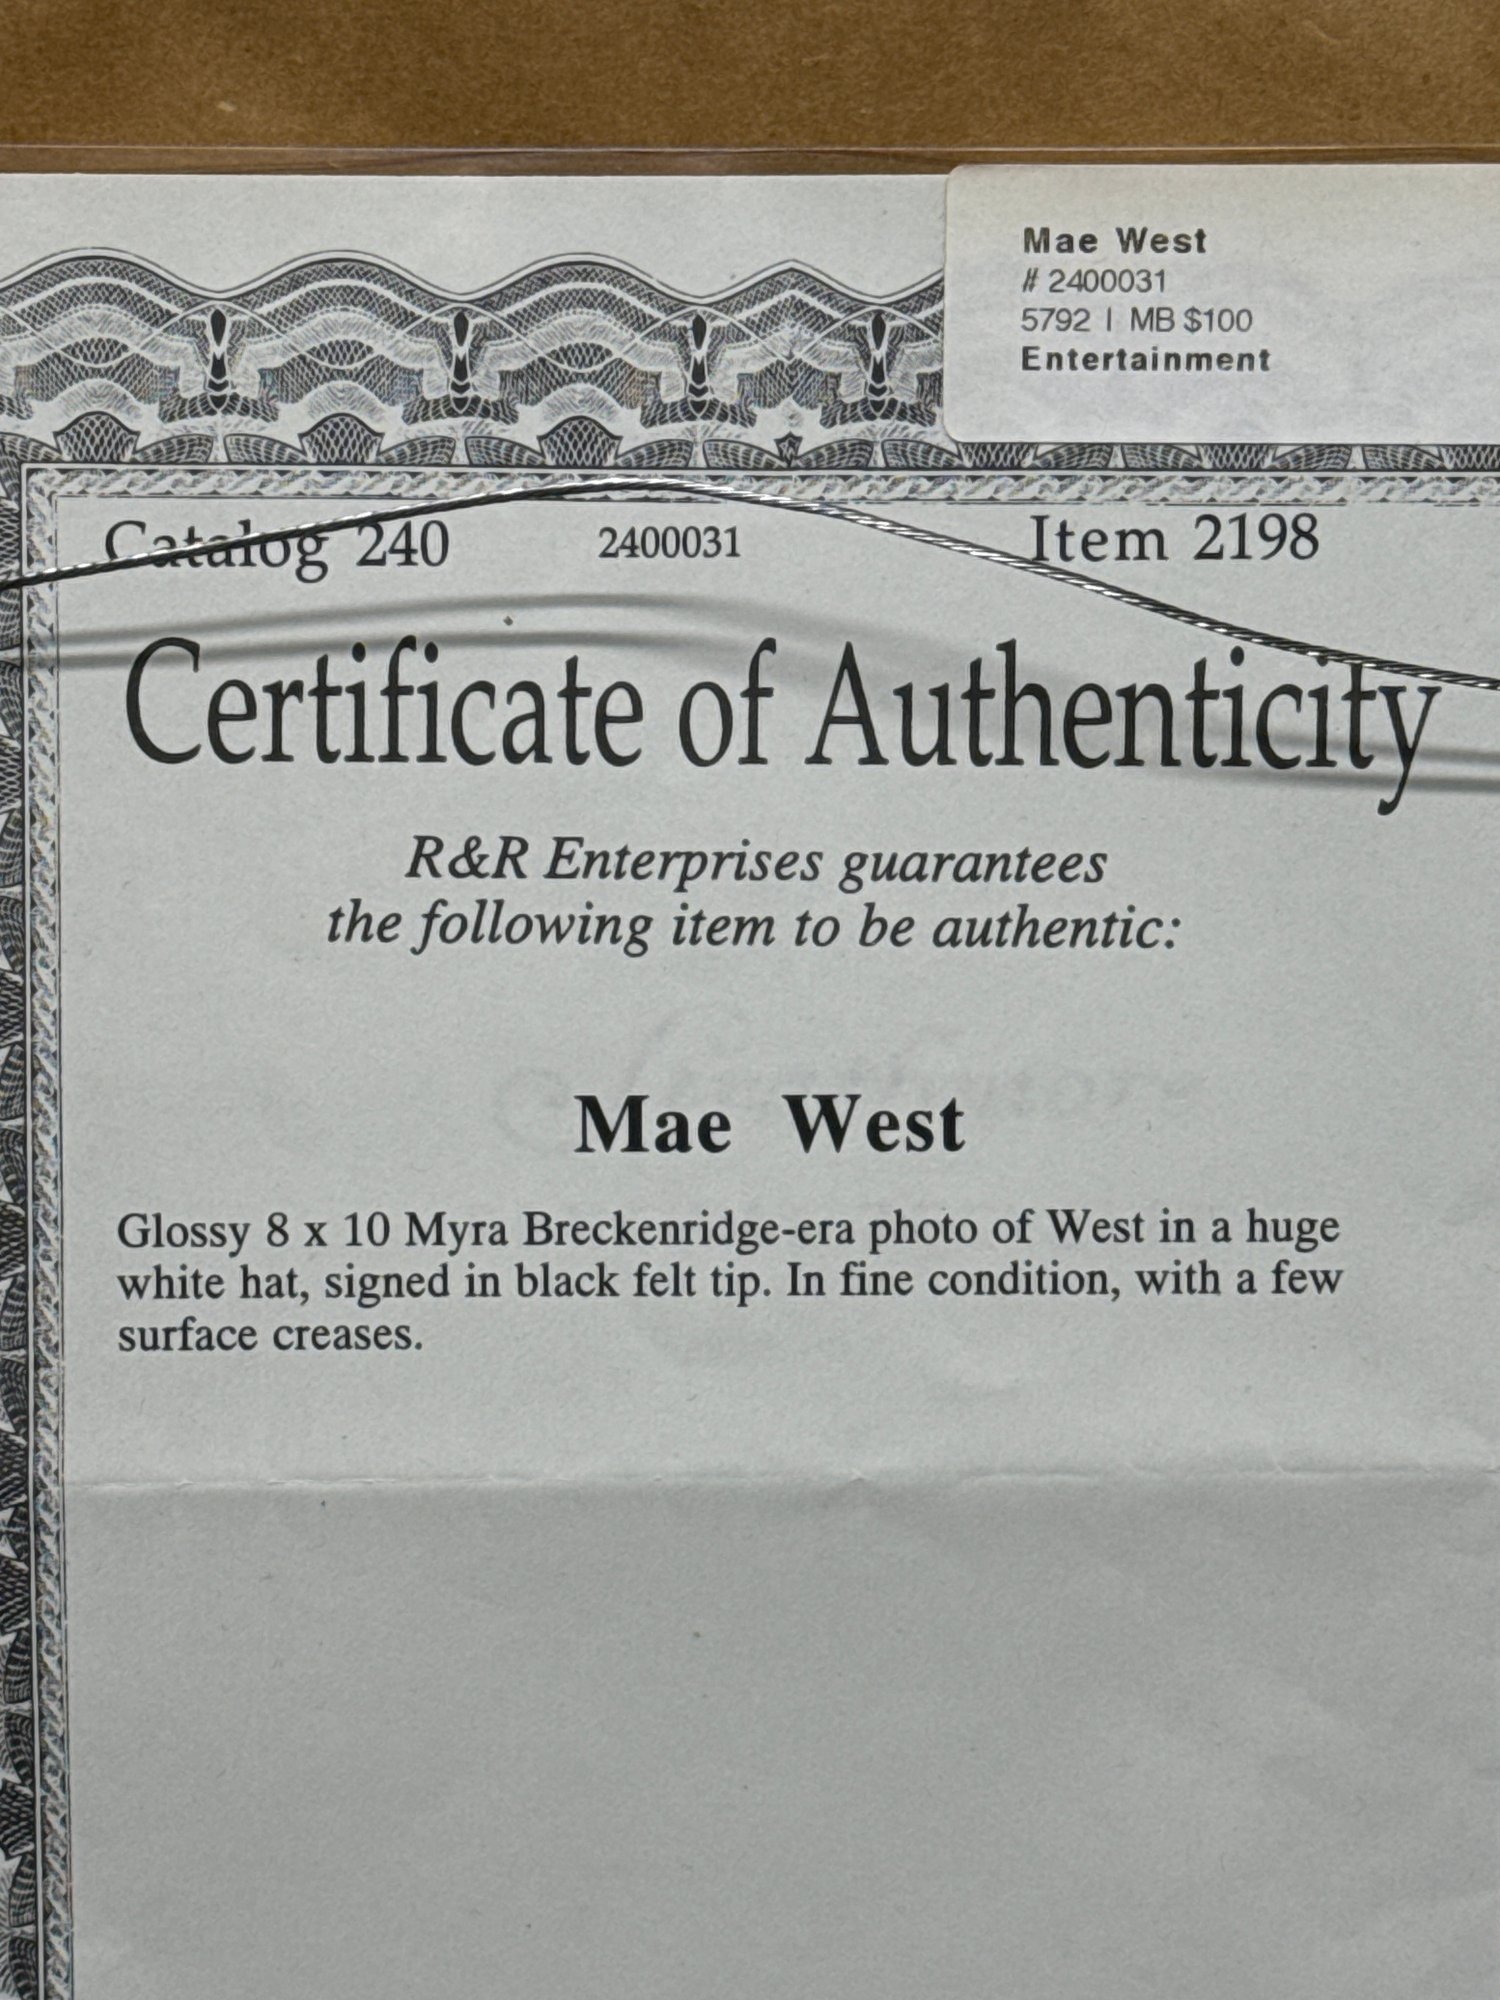 Mae West
# 2400031
5792 | MB $100
Entertainment
Catalog 240 2400031 Item 2198
Certificate of Authenticity
R&R Enterprises guarantees
the following item to be authentic:
Mae West
Glossy 8 x 10 Myra Breckenridge-era photo of West in a huge
white hat, signed in black felt tip. In fine condition, with a few
surface creases.